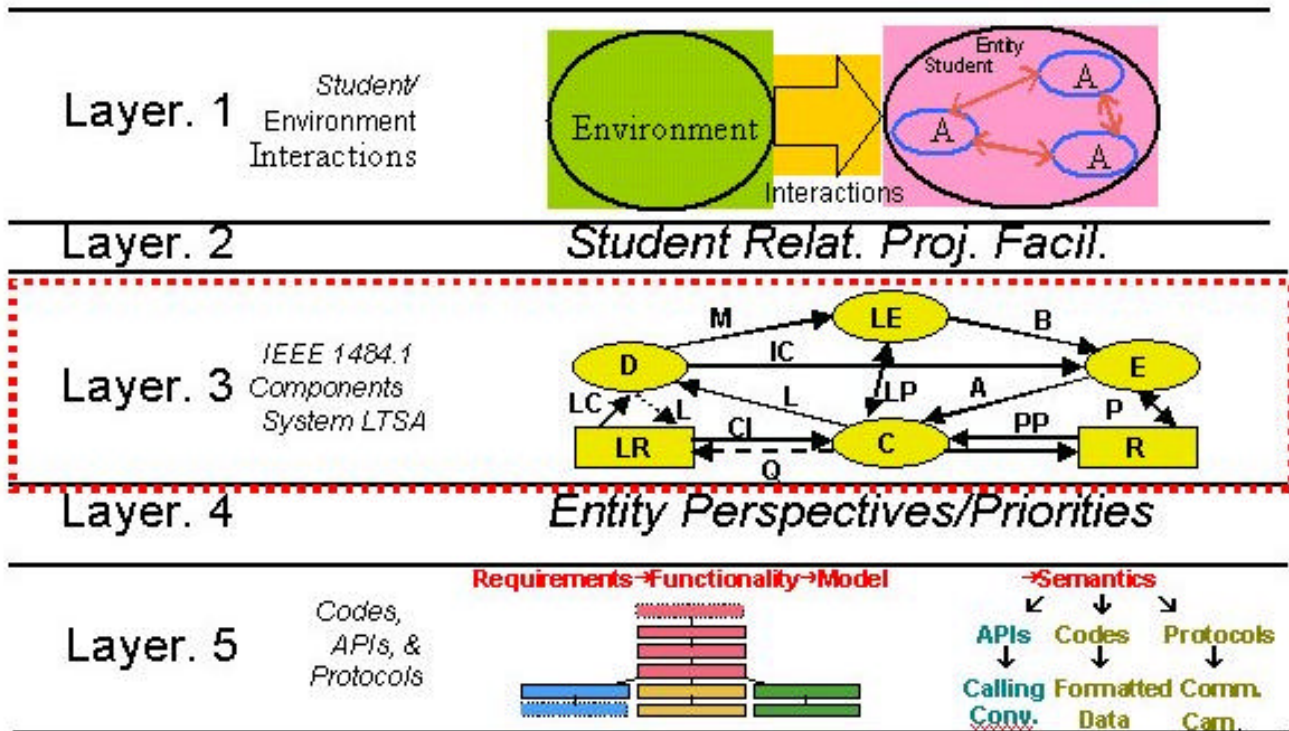 Layer. 1
Student/
Environment
Interactions
Environment
Interactions
Entity
Student
A
A
A
Layer. 2
Student Relat. Proj. Facil.
Layer. 3
IEEE 1484.1
Components
System LTSA
M
LE
B
D
IC
E
LC
L
L
LP
A
P
LR
CI
C
PP
R
Q
Layer. 4
Entity Perspectives/Priorities
Layer. 5
Codes,
APIs, &
Protocols
Requirements→Functionality→Model
→Semantics
APIs Codes Protocols
Calling Formatted Comm.
Conv. Data Cam.